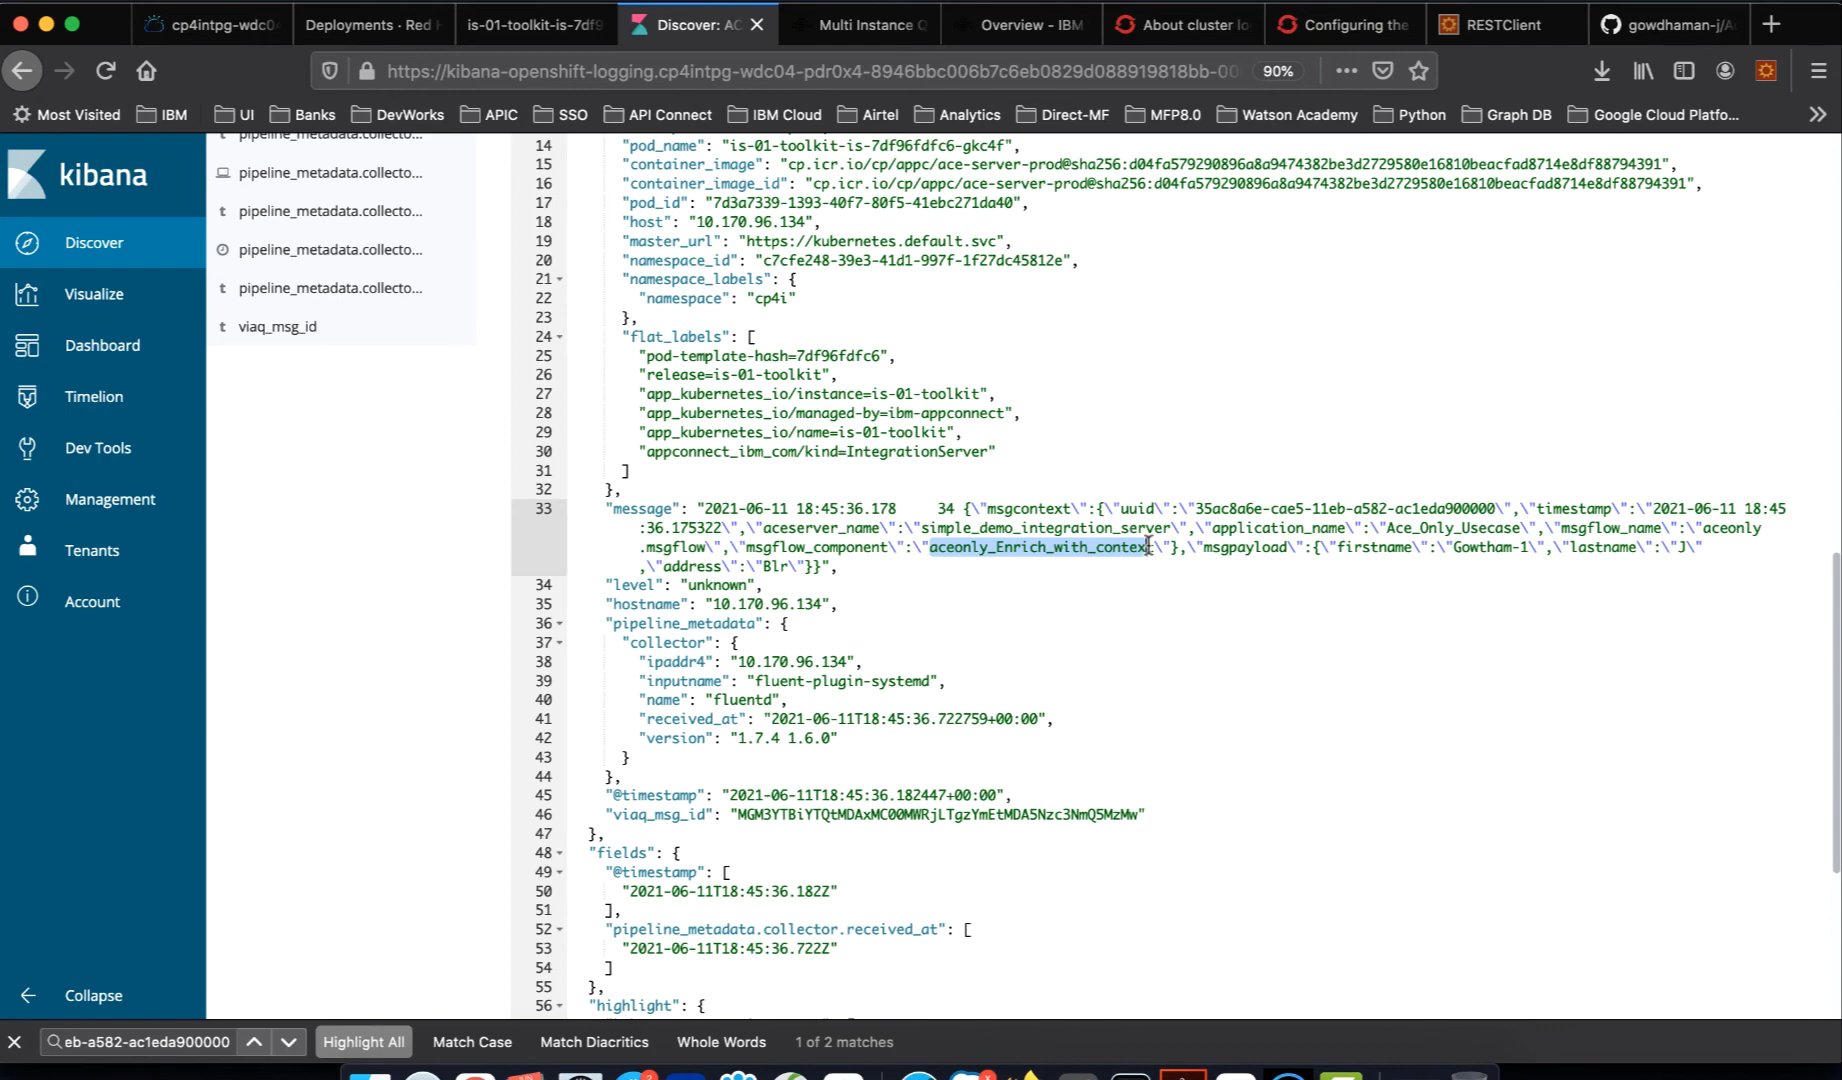 cp4intpg-wdc0
Deployments · Red H
is-01-toolkit-is-7df9
Discover: AC
Multi Instance Q
Overview - IBM
About cluster lo
Configuring the
RESTClient
gowdhaman-j/A
https://kibana-openshift-logging.cp4intpg-wdc04-pdr0x4-8946bbc006b7c6eb0829d088919818bb-00
90%
Most Visited
IBM
UI
Banks
DevWorks
APIC
SSO
API Connect
IBM Cloud
Airtel
Analytics
Direct-MF
MFP8.0
Watson Academy
Python
Graph DB
Google Cloud Platfo...
kibana
Discover
Visualize
Dashboard
Timelion
Dev Tools
Management
Tenants
Account
Collapse
pipeline_metadata.collecto...
pipeline_metadata.collecto...
t pipeline_metadata.collecto...
pipeline_metadata.collecto...
t pipeline_metadata.collecto...
t viaq_msg_id
14 "pod_name": "is-01-toolkit-is-7df96fdfc6-gkc4f",
15 "container_image": "cp.icr.io/cp/appc/ace-server-prod@sha256:d04fa579290896a8a9474382be3d2729580e16810beacfad8714e8df88794391",
16 "container_image_id": "cp.icr.io/cp/appc/ace-server-prod@sha256:d04fa579290896a8a9474382be3d2729580e16810beacfad8714e8df88794391",
17 "pod_id": "7d3a7339-1393-40f7-80f5-41ebc271da40",
18 "host": "10.170.96.134",
19 "master_url": "https://kubernetes.default.svc",
20 "namespace_id": "c7cfe248-39e3-41d1-997f-1f27dc45812e",
21 "namespace_labels": {
22 "namespace": "cp4i"
23 },
24 "flat_labels": [
25 "pod-template-hash=7df96fdfc6",
26 "release=is-01-toolkit",
27 "app_kubernetes_io/instance=is-01-toolkit",
28 "app_kubernetes_io/managed-by=ibm-appconnect",
29 "app_kubernetes_io/name=is-01-toolkit",
30 "appconnect_ibm_com/kind=IntegrationServer"
31 ]
32 },
33 "message": "2021-06-11 18:45:36.178 34 {\"msgcontext\":{\"uuid\":\"35ac8a6e-cae5-11eb-a582-ac1eda900000\",\"timestamp\":\"2021-06-11 18:45
:36.175322\",\"aceserver_name\":\"simple_demo_integration_server\",\"application_name\":\"Ace_Only_Usecase\",\"msgflow_name\":\"aceonly
.msgflow\",\"msgflow_component\":\"aceonly_Enrich_with_contex\"},\"msgpayload\":{\"firstname\":\"Gowtham-1\",\"lastname\":\"J\"
,\"address\":\"Blr\"}}",
34 "level": "unknown",
35 "hostname": "10.170.96.134",
36 "pipeline_metadata": {
37 "collector": {
38 "ipaddr4": "10.170.96.134",
39 "inputname": "fluent-plugin-systemd",
40 "name": "fluentd",
41 "received_at": "2021-06-11T18:45:36.722759+00:00",
42 "version": "1.7.4 1.6.0"
43 }
44 },
45 "@timestamp": "2021-06-11T18:45:36.182447+00:00",
46 "viaq_msg_id": "MGM3YTBiYTQtMDAxMC00MWRjLTgzYmEtMDA5Nzc3NmQ5MzMw"
47 },
48 "fields": {
49 "@timestamp": [
50 "2021-06-11T18:45:36.182Z"
51 ],
52 "pipeline_metadata.collector.received_at": [
53 "2021-06-11T18:45:36.722Z"
54 ]
55 },
56 "highlight": {
eb-a582-ac1eda900000
Highlight All
Match Case
Match Diacritics
Whole Words
1 of 2 matches